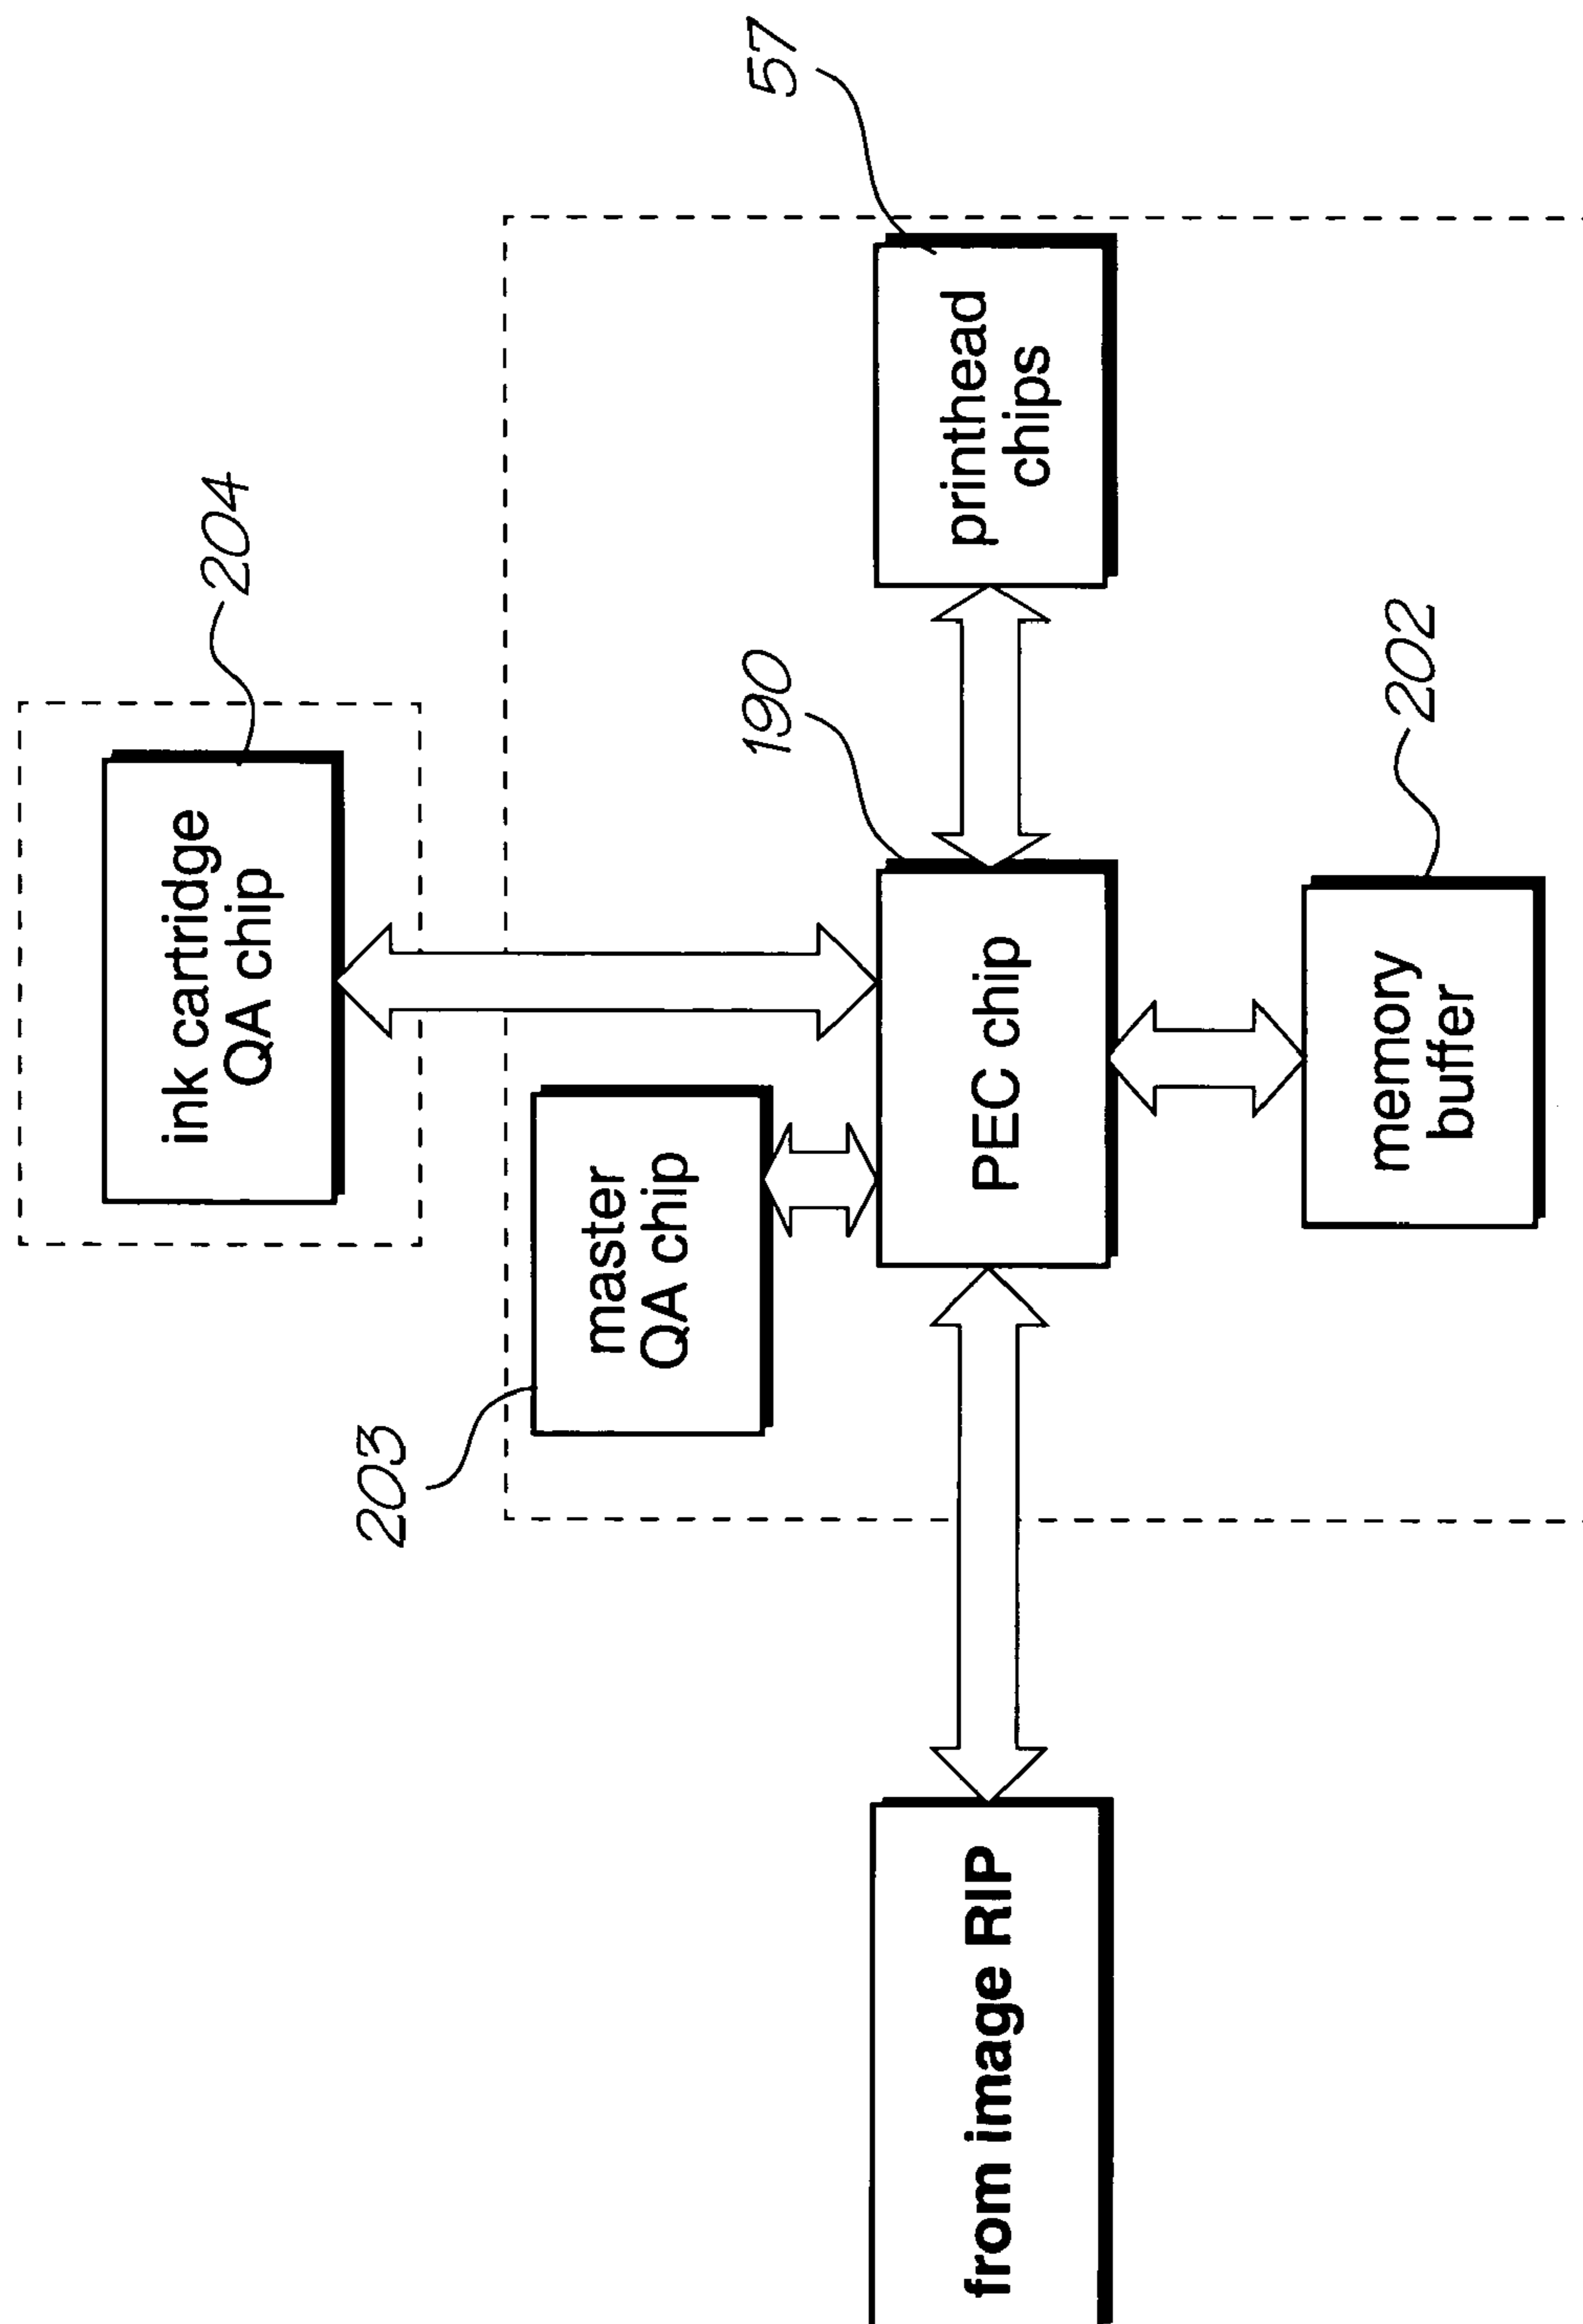 204
ink cartridge
QA chip
203
master
QA chip
190
57
from image RIP
PEC chip
printhead
chips
202
memory
buffer